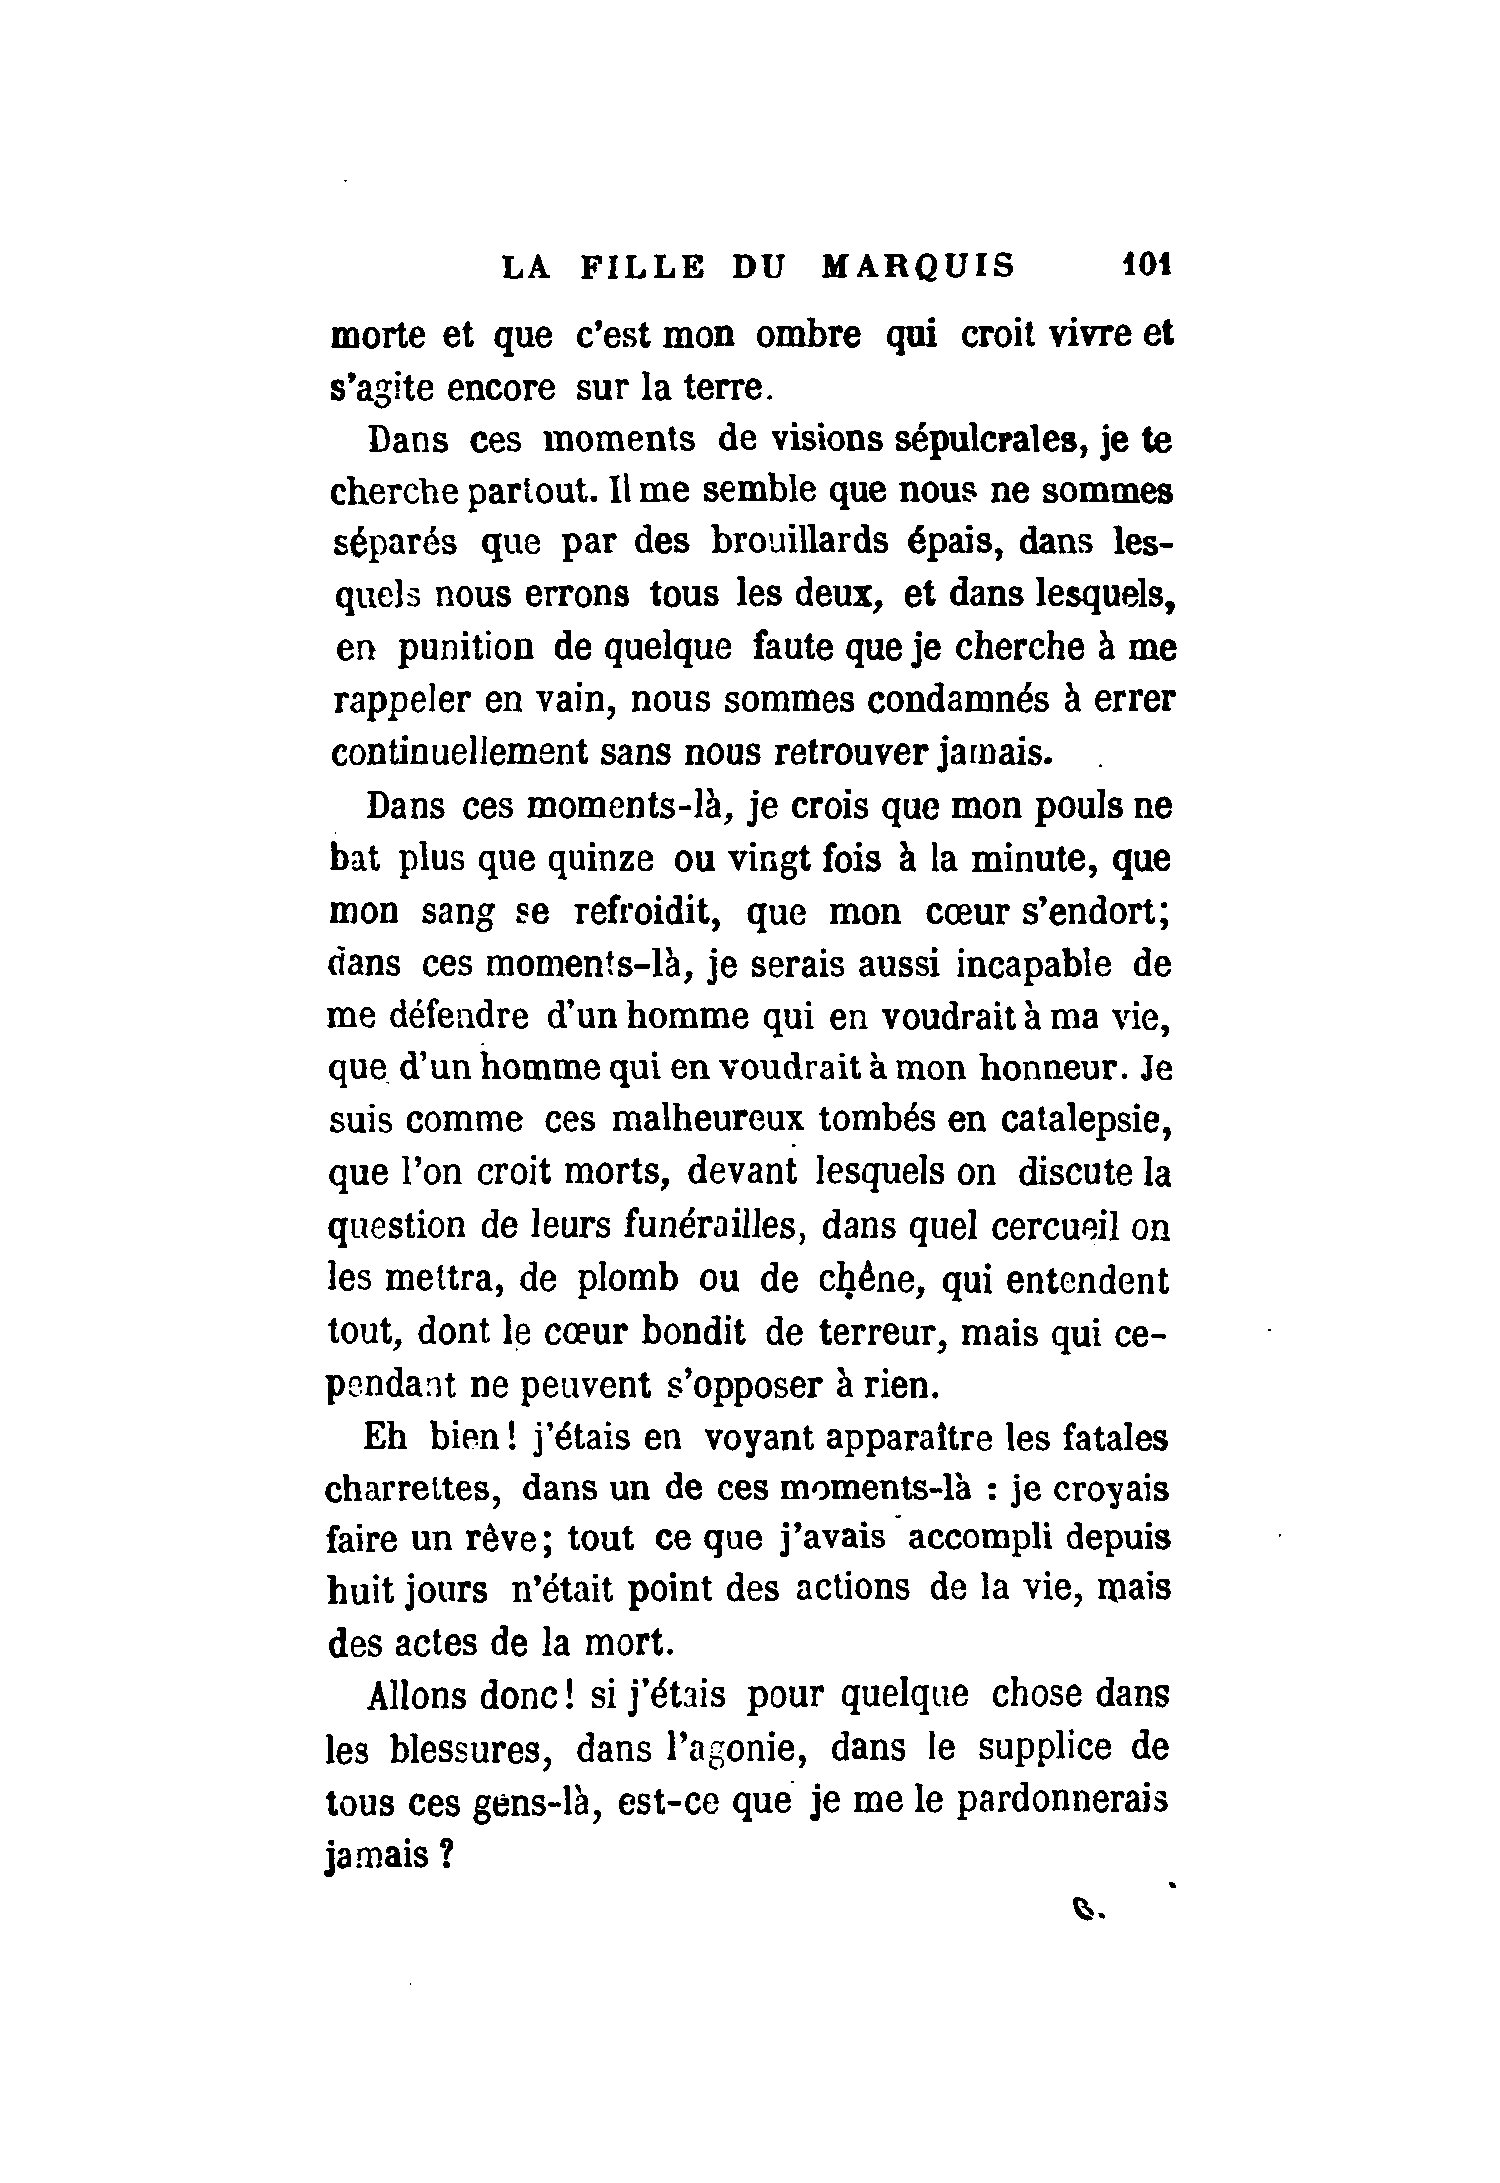 LA FILLE DU MARQUIS 101
morte et que c'est mon ombre qui croit vivre et
s'agite encore sur la terre.
Dans ces moments de visions sépulcrales, je te
cherche partout. Il me semble que nous ne sommes
séparés que par des brouillards épais, dans les-
quels nous errons tous les deux, et dans lesquels,
en punition de quelque faute que je cherche à me
rappeler en vain, nous sommes condamnés à errer
continuellement sans nous retrouver jamais.
Dans ces moments-là, je crois que mon pouls ne
bat plus que quinze ou vingt fois à la minute, que
mon sang se refroidit, que mon cœur s'endort;
dans ces moments-là, je serais aussi incapable de
me défendre d'un homme qui en voudrait à ma vie,
que d'un homme qui en voudrait à mon honneur. Je
suis comme ces malheureux tombés en catalepsie,
que l'on croit morts, devant lesquels on discute la
question de leurs funérailles, dans quel cercueil on
les mettra, de plomb ou de chêne, qui entendent
tout, dont le cœur bondit de terreur, mais qui ce-
pendant ne peuvent s'opposer à rien.
Eh bien! j'étais en voyant apparaître les fatales
charrettes, dans un de ces moments-là : je croyais
faire un rêve; tout ce que j'avais accompli depuis
huit jours n'était point des actions de la vie, mais
des actes de la mort.
Allons donc! si j'étais pour quelque chose dans
les blessures, dans l'agonie, dans le supplice de
tous ces gens-là, est-ce que je me le pardonnerais
jamais ?
6.